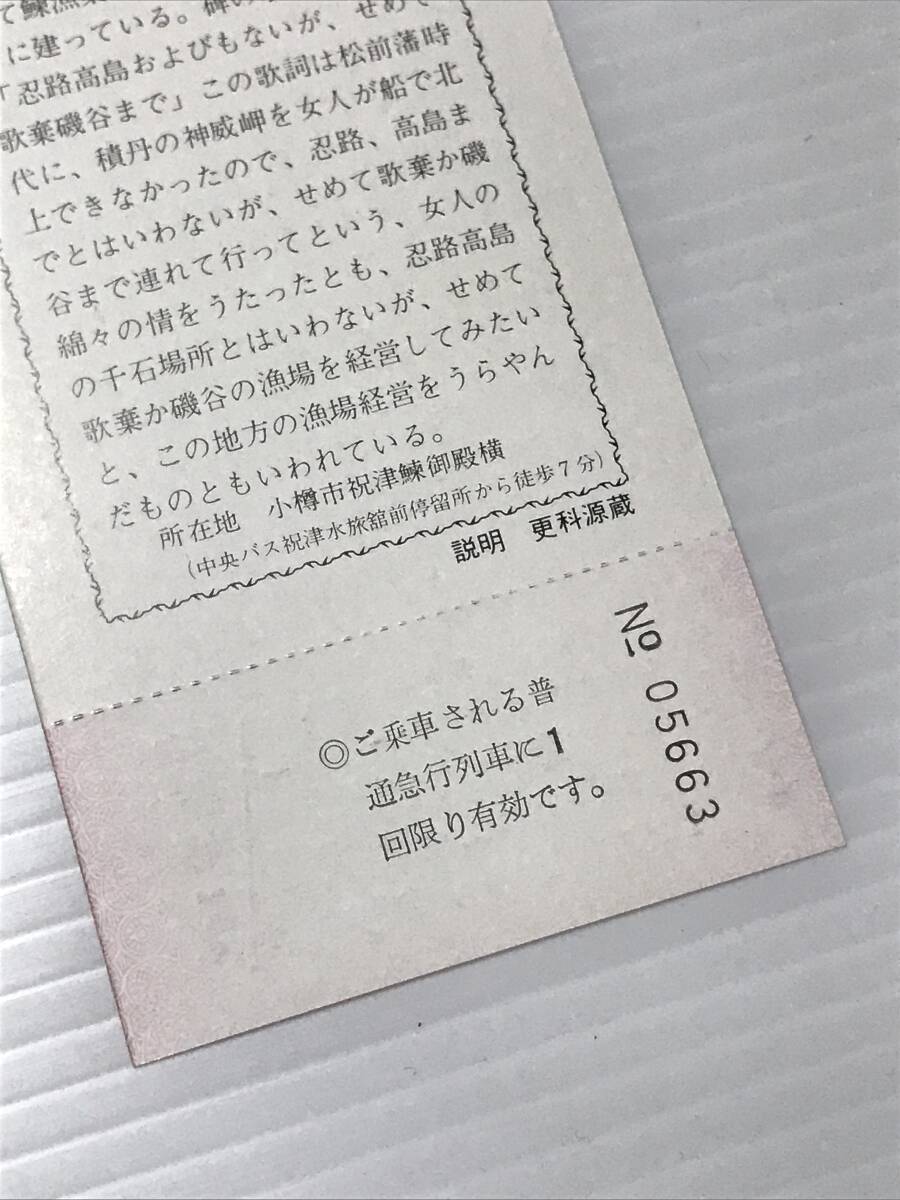 て鰊漁
に建っている。碑の
「忍路高島およびもないが、せめて
歌棄磯谷まで」この歌詞は松前藩時
代に、積丹の神威岬を女人が船で北
上できなかったので、忍路、高島ま
でとはいわないが、せめて歌棄か磯
谷まで連れて行ってという、女人の
綿々の情をうたったとも、忍路高島
の千石場所とはいわないが、せめて
歌棄か磯谷の漁場を経営してみたい
と、この地方の漁場経営をうらやん
だものともいわれている。
所在地 小樽市祝津鰊御殿横
(中央バス祝津水旅舘前停留所から徒歩7分)
説明 更科源蔵
◎ご乗車される普
通急行列車に1
回限り有効です。
№ 05663